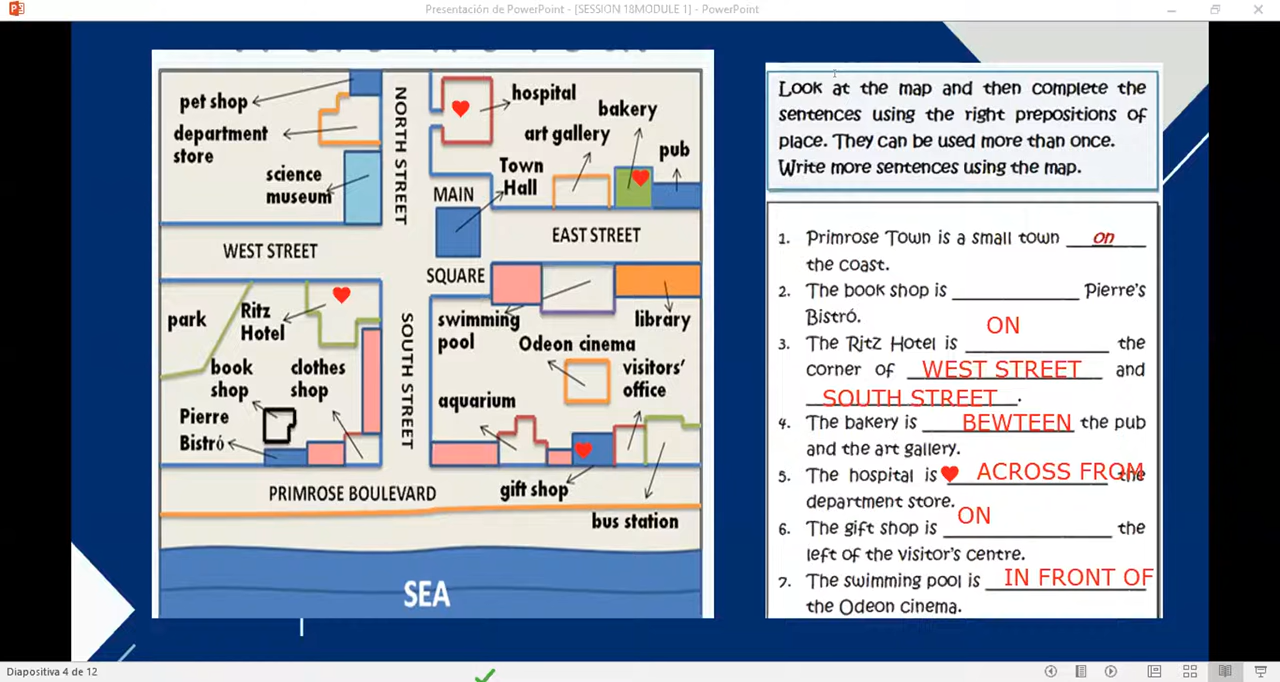 Presentación de PowerPoint - [SESSION 18MODULE 1] - PowerPoint
pet shop
department
store
science
museum
NORTH STREET
hospital
bakery
art gallery
pub
Town
Hall
MAIN
SQUARE
WEST STREET
EAST STREET
park
Ritz
Hotel
book
shop
clothes
shop
Pierre
Bistró
SOUTH STREET
swimming
pool
library
Odeon cinema
visitors'
office
aquarium
PRIMROSE BOULEVARD
gift shop
bus station
SEA
Look at the map and then complete the
sentences using the right prepositions of
place. They can be used more than once.
Write more sentences using the map.
1. Primrose Town is a small town on
the coast.
2. The book shop is ____________ Pierre's
Bistró.
3. The Ritz Hotel is ON the
corner of WEST STREET and
SOUTH STREET.
4. The bakery is BEWTEEN the pub
and the art gallery.
5. The hospital is ACROSS FROM the
department store.
6. The gift shop is ON the
left of the visitor's centre.
7. The swimming pool is IN FRONT OF
the Odeon cinema.
Diapositiva 4 de 12